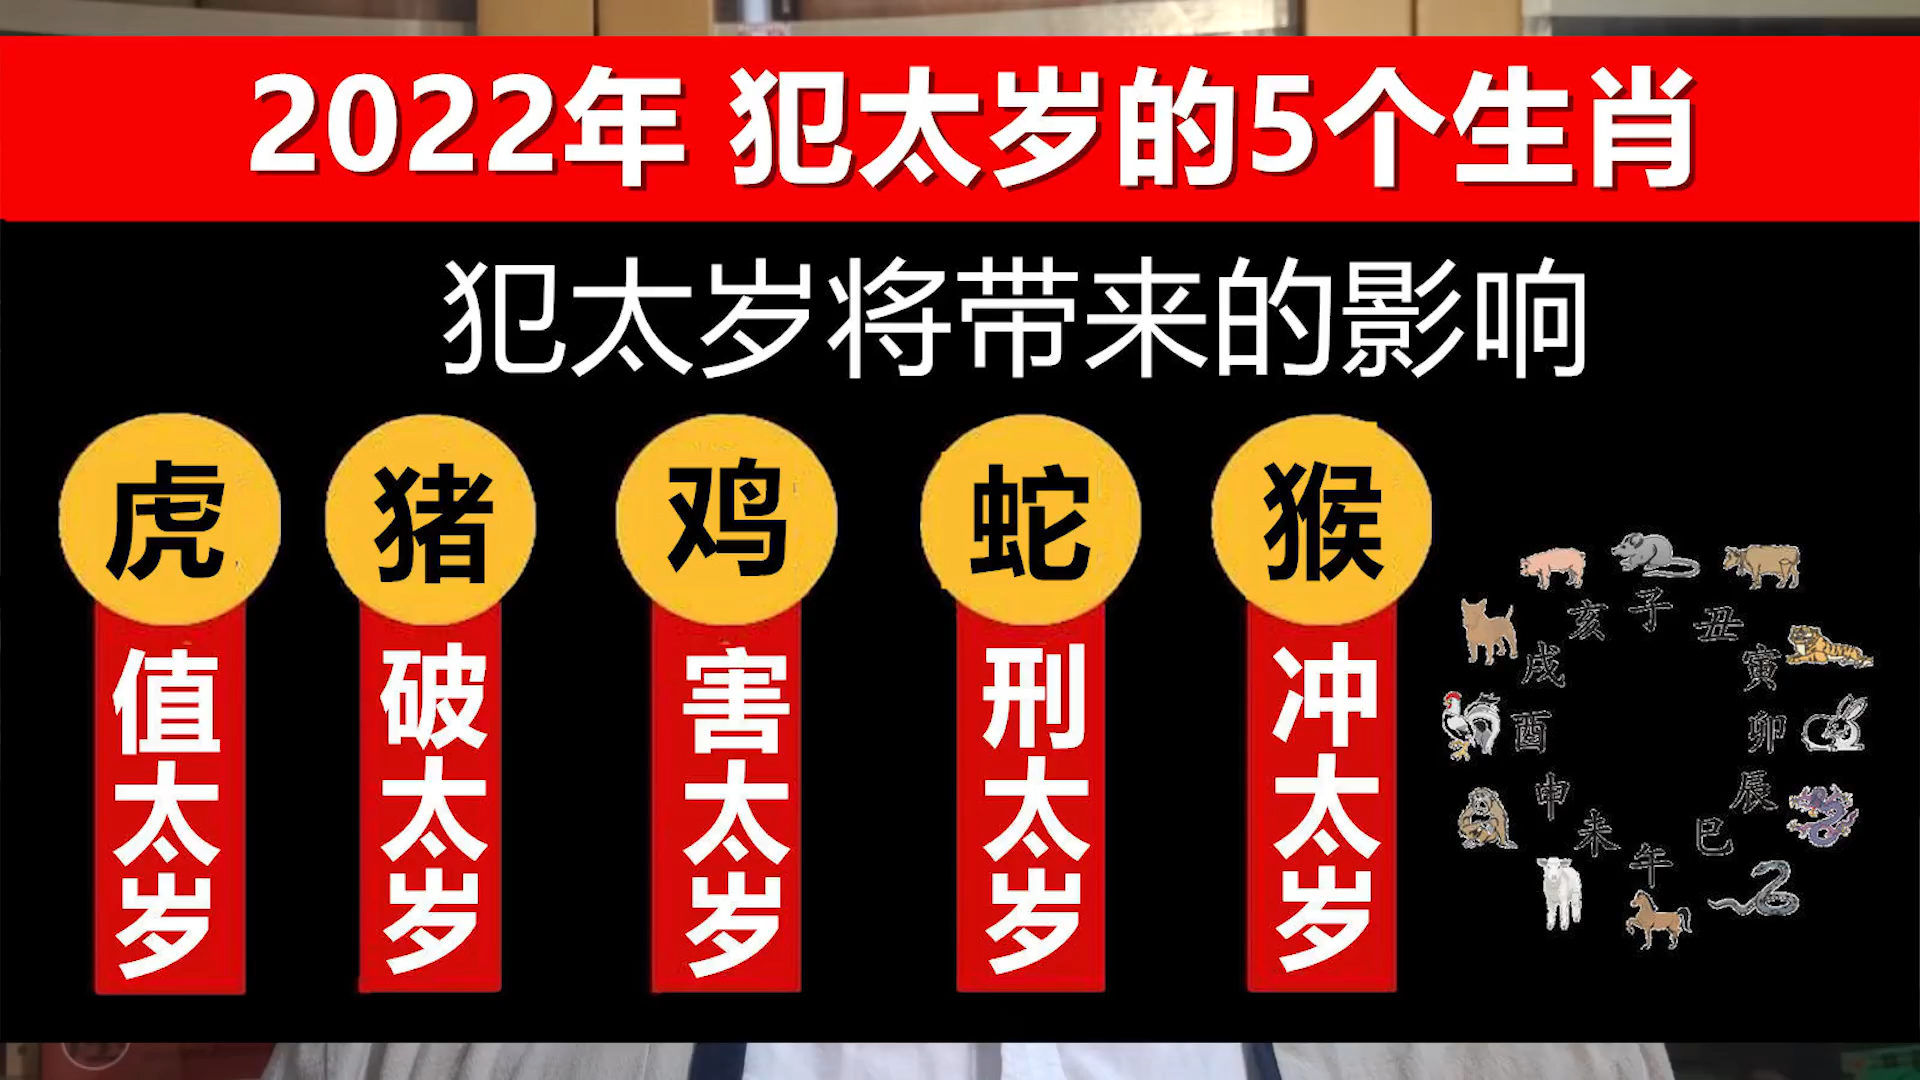 2022年 犯太岁的5个生肖
犯太岁将带来的影响
虎
值太岁
猪
破太岁
鸡
害太岁
蛇
刑太岁
猴
冲太岁
亥 子 丑
戌 寅
酉 卯
申 辰
未 午 巳